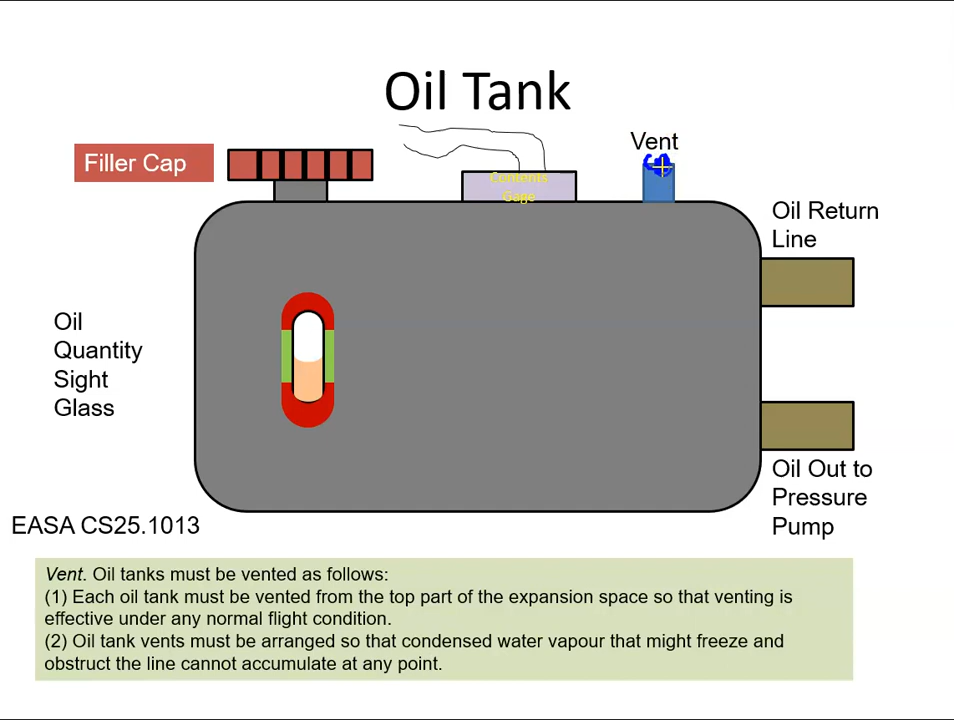 Oil Tank
Filler Cap
Contents
Gage
Vent
Oil Return
Line
Oil
Quantity
Sight
Glass
Oil Out to
Pressure
Pump
EASA CS25.1013
Vent. Oil tanks must be vented as follows:
(1) Each oil tank must be vented from the top part of the expansion space so that venting is
effective under any normal flight condition.
(2) Oil tank vents must be arranged so that condensed water vapour that might freeze and
obstruct the line cannot accumulate at any point.